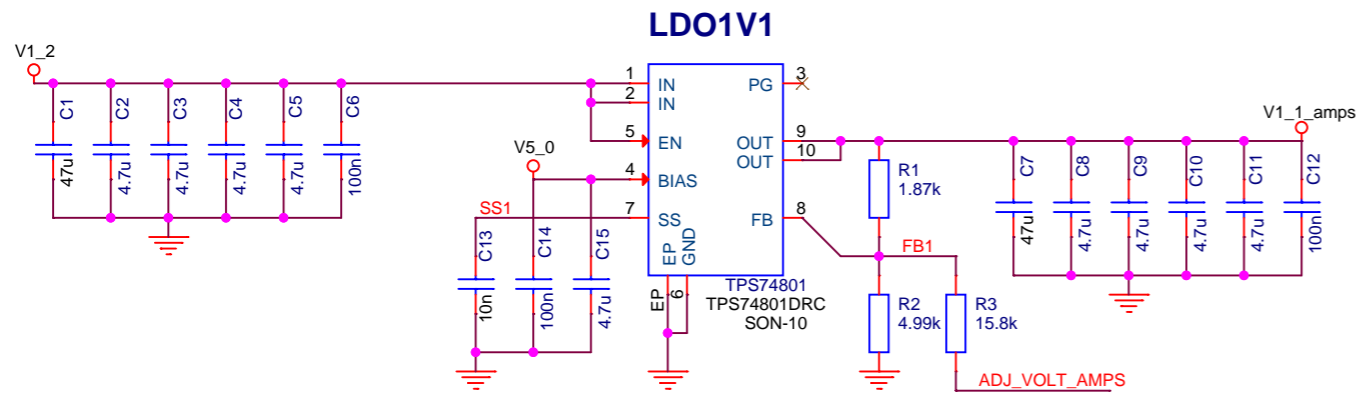 LDO1V1
V1_2
C1
47u
C2
4.7u
C3
4.7u
C4
4.7u
C5
4.7u
C6
100n
V5_0
SS1
C13
10n
C14
100n
C15
4.7u
1
IN
2
IN
5
EN
4
BIAS
7
SS
EP
GND
EP
6
PG
3
OUT
9
OUT
10
FB
8
TPS74801
TPS74801DRC
SON-10
R1
1.87k
FB1
R2
4.99k
R3
15.8k
ADJ_VOLT_AMPS
V1_1_amps
C7
47u
C8
4.7u
C9
4.7u
C10
4.7u
C11
4.7u
C12
100n